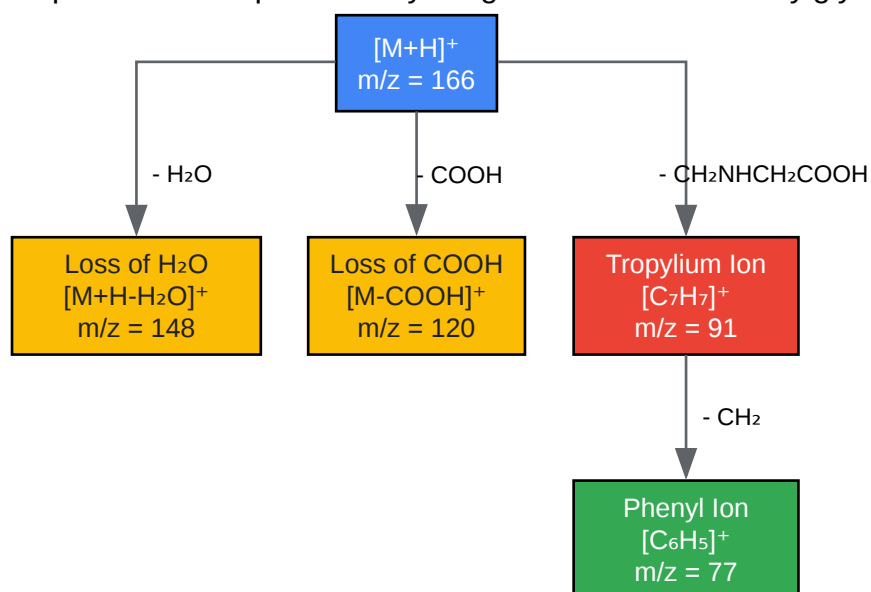 [M+H]⁺
m/z = 166
- H₂O
- COOH
- CH₂NHCH₂COOH
Loss of H₂O
[M+H-H₂O]⁺
m/z = 148
Loss of COOH
[M-COOH]⁺
m/z = 120
Tropylium Ion
[C₇H₇]⁺
m/z = 91
- CH₂
Phenyl Ion
[C₆H₅]⁺
m/z = 77